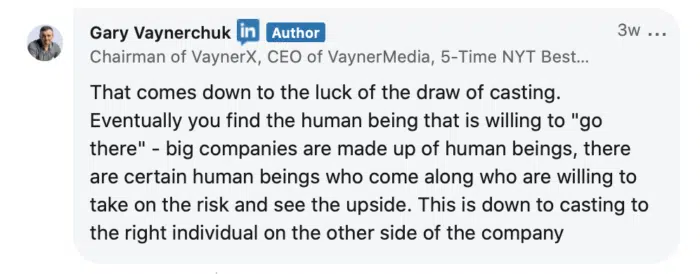 Gary Vaynerchuk in Author
3w ...
Chairman of VaynerX, CEO of VaynerMedia, 5-Time NYT Best...
That comes down to the luck of the draw of casting.
Eventually you find the human being that is willing to "go
there" - big companies are made up of human beings, there
are certain human beings who come along who are willing to
take on the risk and see the upside. This is down to casting to
the right individual on the other side of the company